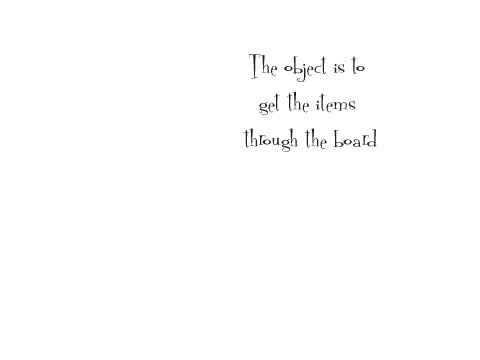 The object is to
get the items
through the board